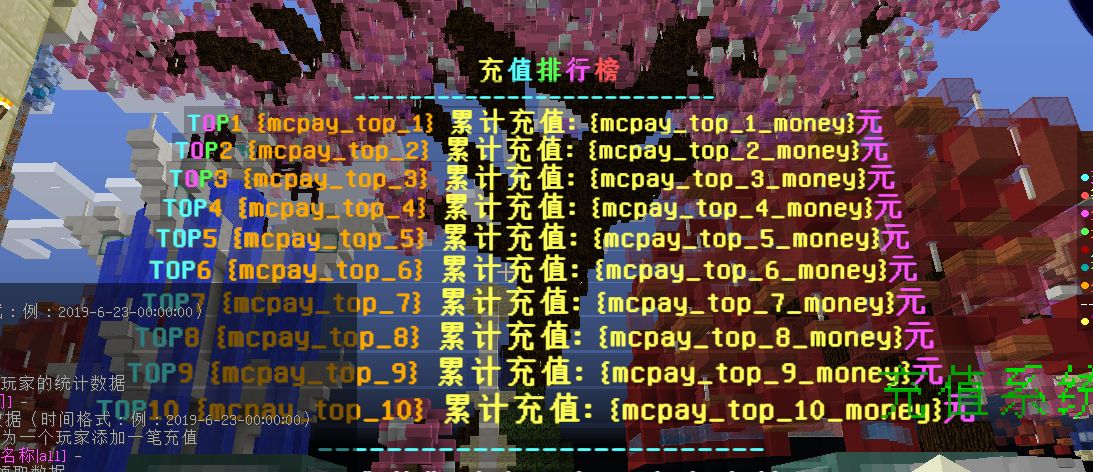 充值排行榜
TOP1 {mcpay_top_1} 累计充值: {mcpay_top_1_money}元
TOP2 {mcpay_top_2} 累计充值: {mcpay_top_2_money}元
TOP3 {mcpay_top_3} 累计充值: {mcpay_top_3_money}元
TOP4 {mcpay_top_4} 累计充值: {mcpay_top_4_money}元
TOP5 {mcpay_top_5} 累计充值: {mcpay_top_5_money}元
TOP6 {mcpay_top_6} 累计充值: {mcpay_top_6_money}元
TOP7 {mcpay_top_7} 累计充值: {mcpay_top_7_money}元
:例:2019-6-23-00:00:00)
TOP8 {mcpay_top_8} 累计充值: {mcpay_top_8_money}元
TOP9 {mcpay_top_9} 累计充值: {mcpay_top_9_money}元
玩家的统计数据
充值系统
] -
TOP10 {mcpay_top_10} 累计充值: {mcpay_top_10_money}元
数据(时间格式:例:2019-6-23-00:00:00)
为一个玩家添加一笔充值
名称|all] -